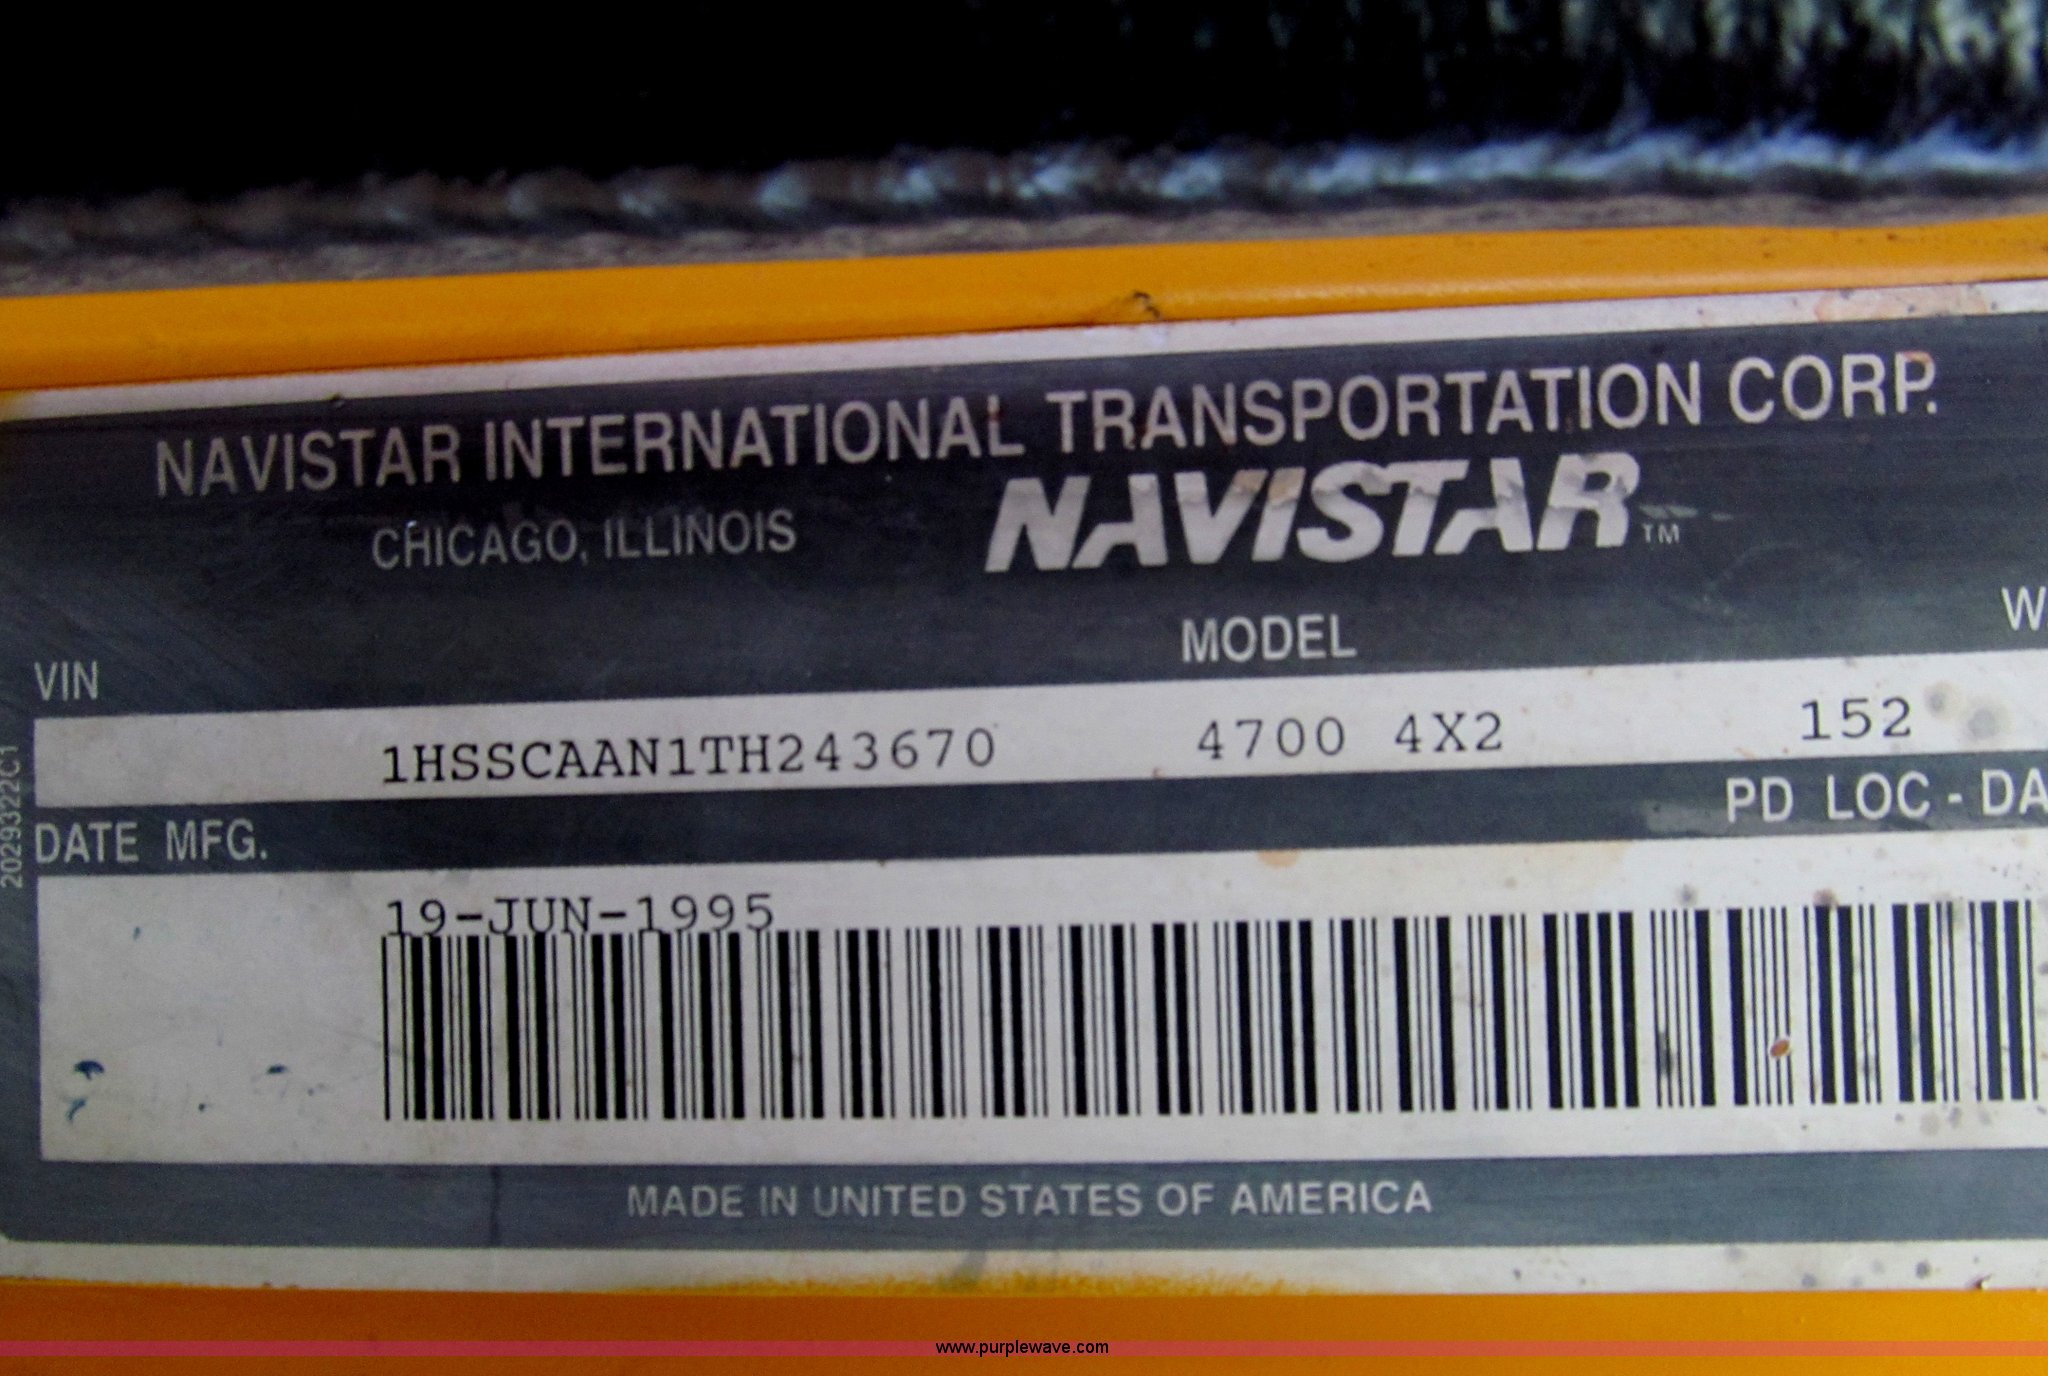 NAVISTAR INTERNATIONAL TRANSPORTATION CORP.
CHICAGO, ILLINOIS
NAVISTAR™
VIN
MODEL
W
1HSSCAAN1TH243670
4700 4X2
152
DATE MFG.
PD LOC - DA
19-JUN-1995
2029322C1
MADE IN UNITED STATES OF AMERICA
www.purplewave.com